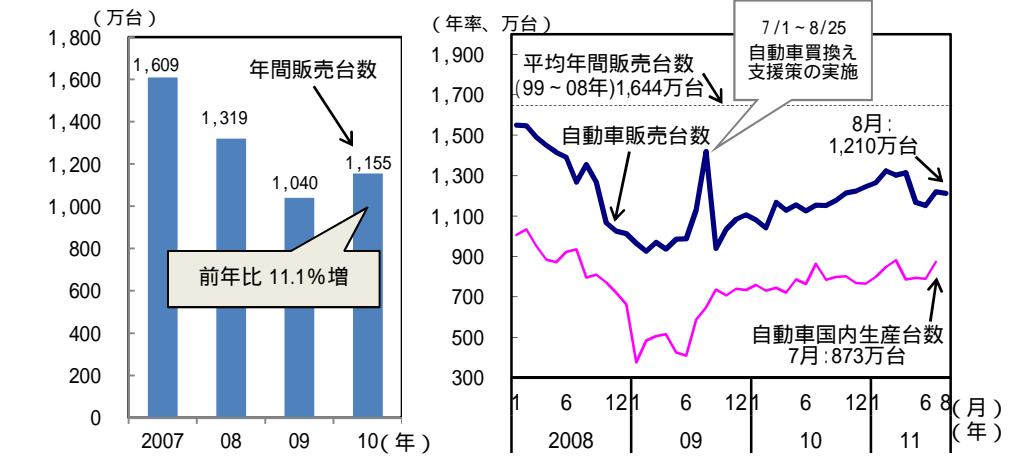 （万台）
1,800
1,600
1,400
1,200
1,000
800
600
400
200
0
1,609
1,319
1,040
1,155
年間販売台数
前年比 11.1%増
2007 08 09 10（年）
（年率、万台）
1,900
1,700
1,500
1,300
1,100
900
700
500
300
平均年間販売台数
(99～08年)1,644万台
7/1～8/25
自動車買換え
支援策の実施
自動車販売台数
8月：
1,210万台
自動車国内生産台数
7月：873万台
1 6 12 1 6 12 1 6 12 1 6 8（月）
2008 09 10 11（年）